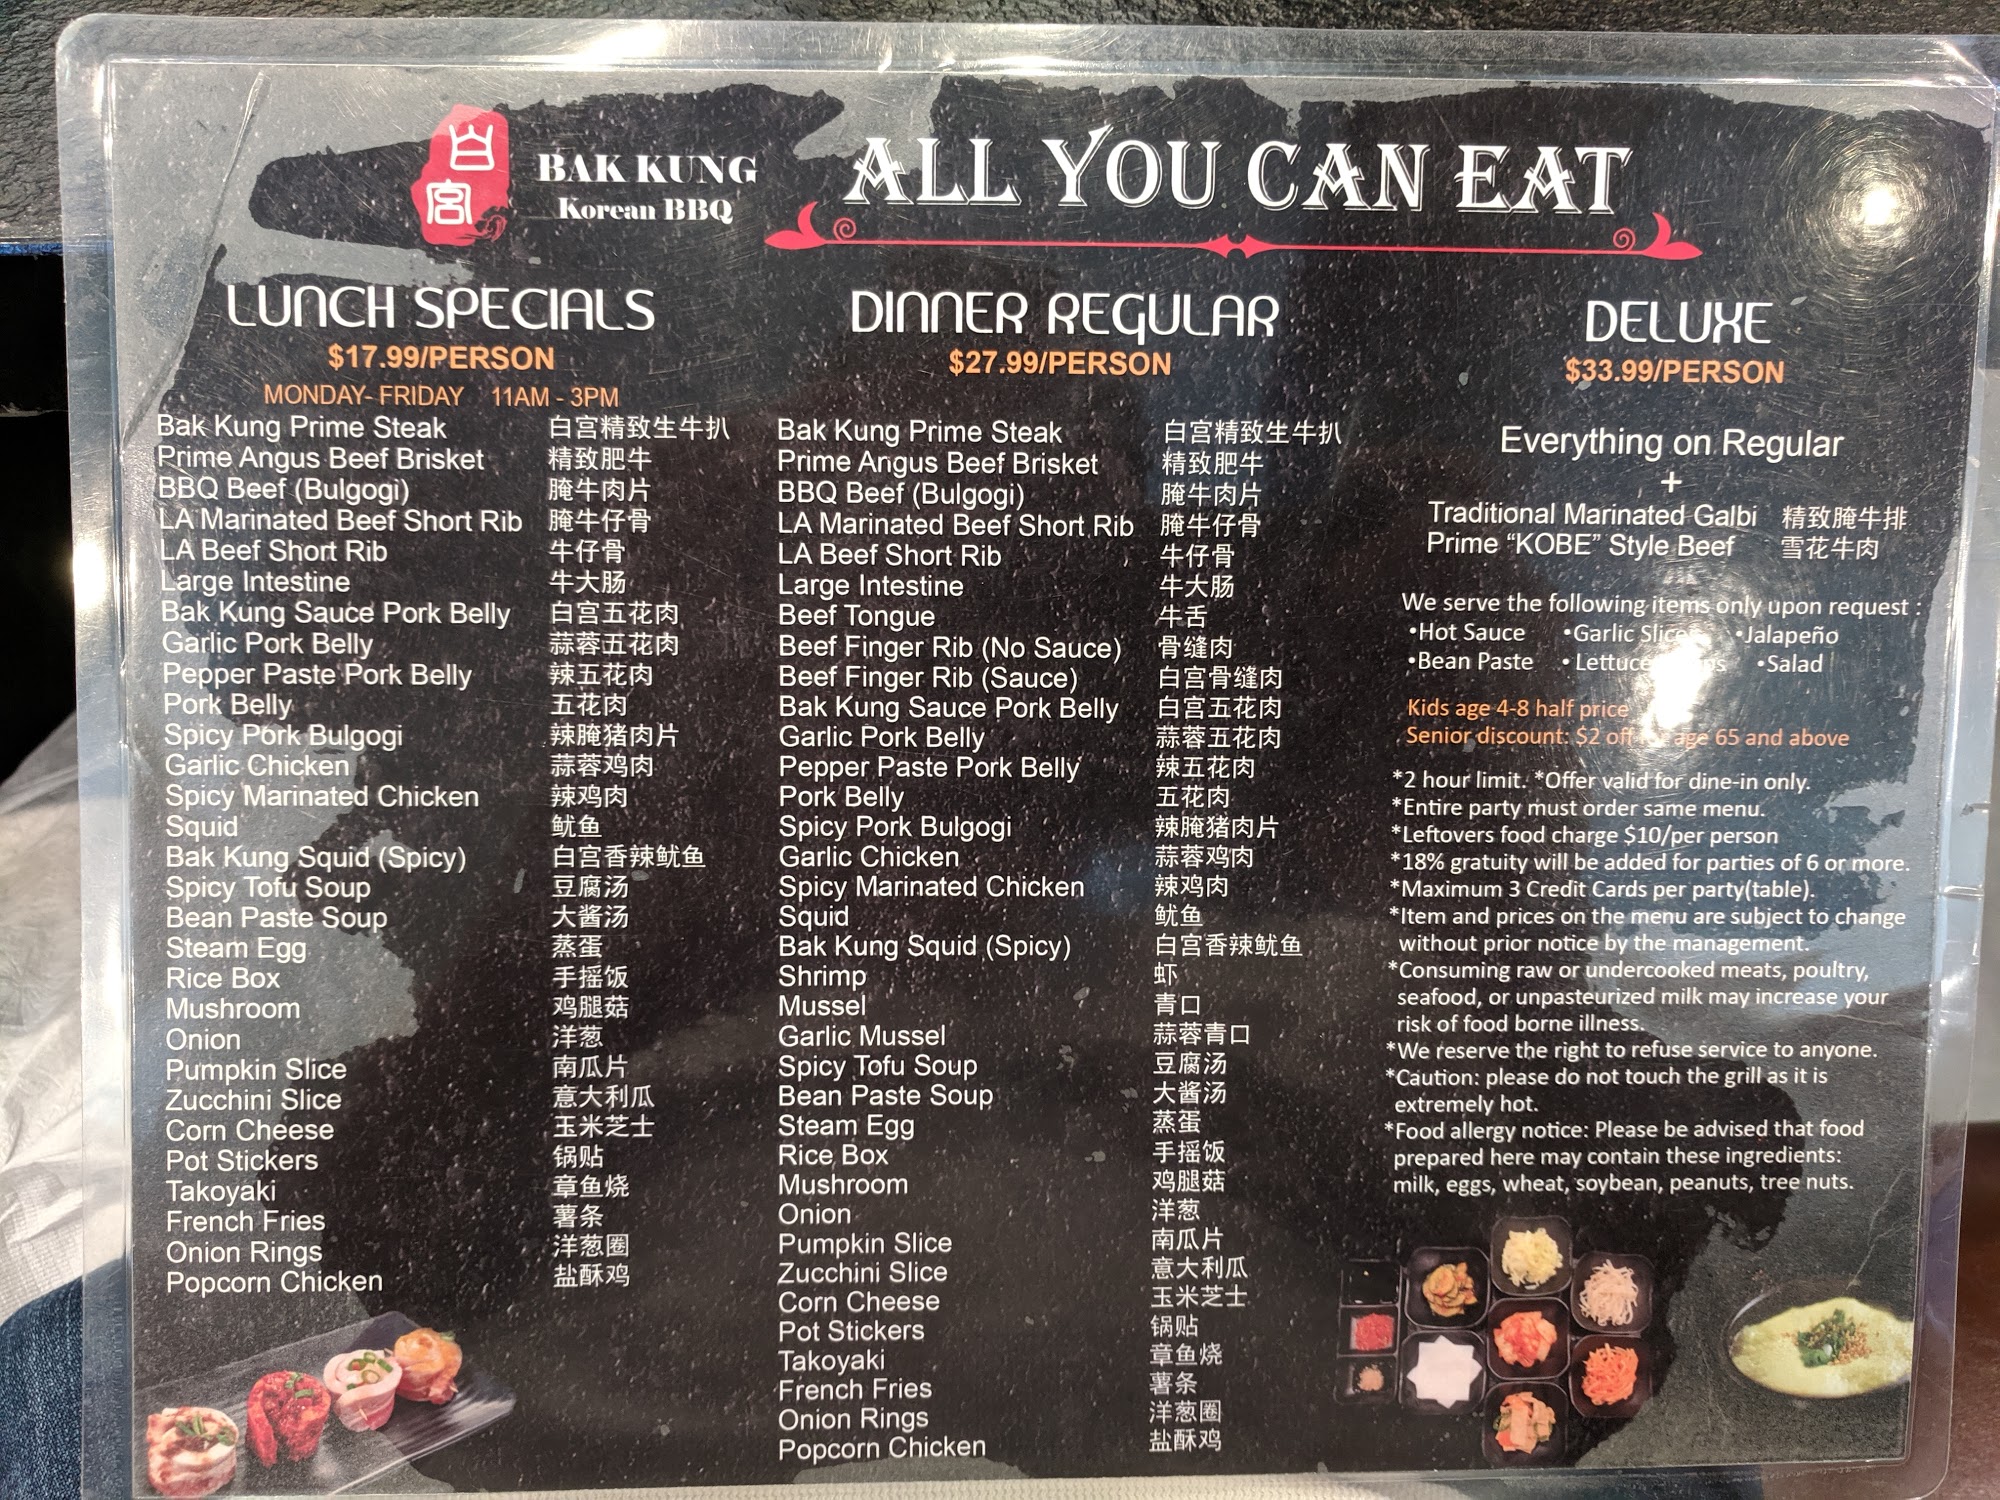 白宮
BAK KUNG
Korean BBQ
ALL YOU CAN EAT
LUNCH SPECIALS
$17.99/PERSON
MONDAY- FRIDAY 11AM - 3PM
Bak Kung Prime Steak 白宫精致生牛扒
Prime Angus Beef Brisket 精致肥牛
BBQ Beef (Bulgogi) 腌牛肉片
LA Marinated Beef Short Rib 腌牛仔骨
LA Beef Short Rib 牛仔骨
Large Intestine 牛大肠
Bak Kung Sauce Pork Belly 白宫五花肉
Garlic Pork Belly 蒜蓉五花肉
Pepper Paste Pork Belly 辣五花肉
Pork Belly 五花肉
Spicy Pork Bulgogi 辣腌猪肉片
Garlic Chicken 蒜蓉鸡肉
Spicy Marinated Chicken 辣鸡肉
Squid 鱿鱼
Bak Kung Squid (Spicy) 白宫香辣鱿鱼
Spicy Tofu Soup 豆腐汤
Bean Paste Soup 大酱汤
Steam Egg 蒸蛋
Rice Box 手摇饭
Mushroom 鸡腿菇
Onion 洋葱
Pumpkin Slice 南瓜片
Zucchini Slice 意大利瓜
Corn Cheese 玉米芝士
Pot Stickers 锅贴
Takoyaki 章鱼烧
French Fries 薯条
Onion Rings 洋葱圈
Popcorn Chicken 盐酥鸡
DINNER REGULAR
$27.99/PERSON
Bak Kung Prime Steak 白宫精致生牛扒
Prime Angus Beef Brisket 精致肥牛
BBQ Beef (Bulgogi) 腌牛肉片
LA Marinated Beef Short Rib 腌牛仔骨
LA Beef Short Rib 牛仔骨
Large Intestine 牛大肠
Beef Tongue 牛舌
Beef Finger Rib (No Sauce) 骨缝肉
Beef Finger Rib (Sauce) 白宫骨缝肉
Bak Kung Sauce Pork Belly 白宫五花肉
Garlic Pork Belly 蒜蓉五花肉
Pepper Paste Pork Belly 辣五花肉
Pork Belly 五花肉
Spicy Pork Bulgogi 辣腌猪肉片
Garlic Chicken 蒜蓉鸡肉
Spicy Marinated Chicken 辣鸡肉
Squid 鱿鱼
Bak Kung Squid (Spicy) 白宫香辣鱿鱼
Shrimp 虾
Mussel 青口
Garlic Mussel 蒜蓉青口
Spicy Tofu Soup 豆腐汤
Bean Paste Soup 大酱汤
Steam Egg 蒸蛋
Rice Box 手摇饭
Mushroom 鸡腿菇
Onion 洋葱
Pumpkin Slice 南瓜片
Zucchini Slice 意大利瓜
Corn Cheese 玉米芝士
Pot Stickers 锅贴
Takoyaki 章鱼烧
French Fries 薯条
Onion Rings 洋葱圈
Popcorn Chicken 盐酥鸡
DELUXE
$33.99/PERSON
Everything on Regular
+
Traditional Marinated Galbi 精致腌牛排
Prime “KOBE” Style Beef 雪花牛肉
We serve the following items only upon request :
•Hot Sauce •Garlic Slice •Jalapeño
•Bean Paste • Lettuce •Salad
Kids age 4-8 half price
Senior discount: $2 off age 65 and above
*2 hour limit. *Offer valid for dine-in only.
*Entire party must order same menu.
*Leftovers food charge $10/per person
*18% gratuity will be added for parties of 6 or more.
*Maximum 3 Credit Cards per party(table).
*Item and prices on the menu are subject to change
without prior notice by the management.
*Consuming raw or undercooked meats, poultry,
seafood, or unpasteurized milk may increase your
risk of food borne illness.
*We reserve the right to refuse service to anyone.
*Caution: please do not touch the grill as it is
extremely hot.
*Food allergy notice: Please be advised that food
prepared here may contain these ingredients:
milk, eggs, wheat, soybean, peanuts, tree nuts.